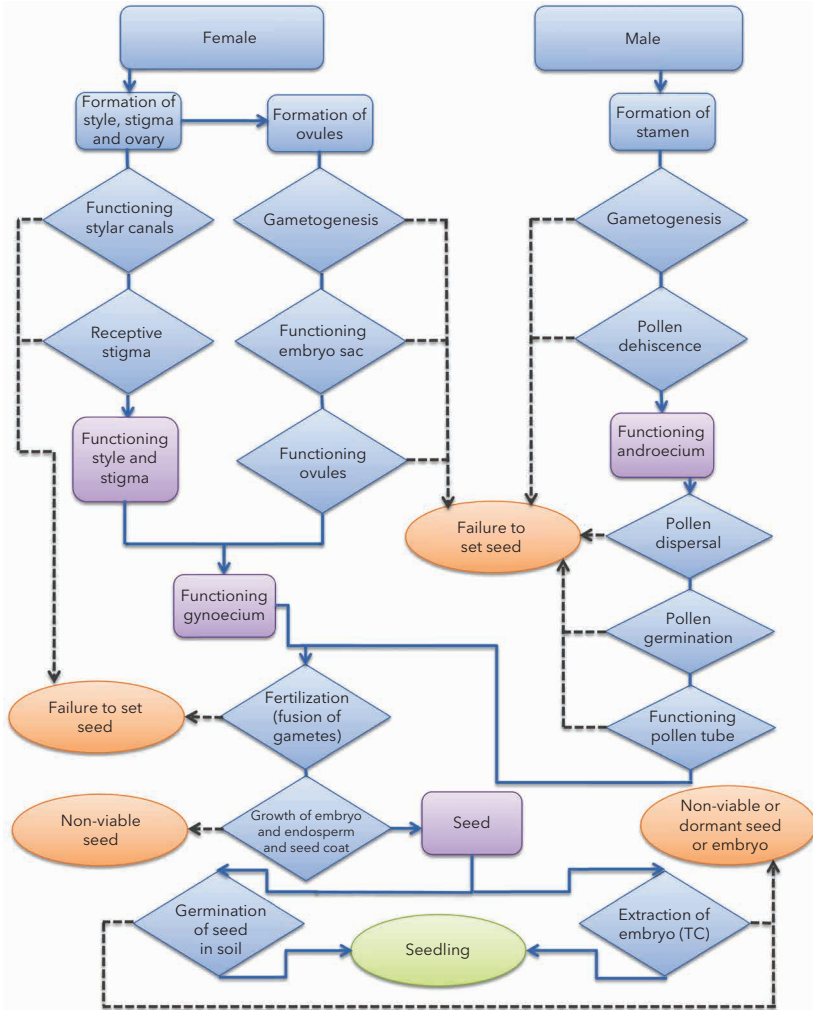 Female
Male
Formation of
style, stigma
and ovary
Formation of
ovules
Formation of
stamen
Functioning
stylar canals
Gametogenesis
Gametogenesis
Receptive
stigma
Functioning
embryo sac
Pollen
dehiscence
Functioning
style and
stigma
Functioning
ovules
Functioning
androecium
Failure to
set seed
Pollen
dispersal
Functioning
gynoecium
Pollen
germination
Failure to set
seed
Fertilization
(fusion of
gametes)
Functioning
pollen tube
Non-viable
seed
Growth of embryo
and endosperm
and seed coat
Seed
Non-viable or
dormant seed
or embryo
Germination
of seed
in soil
Seedling
Extraction of
embryo (TC)